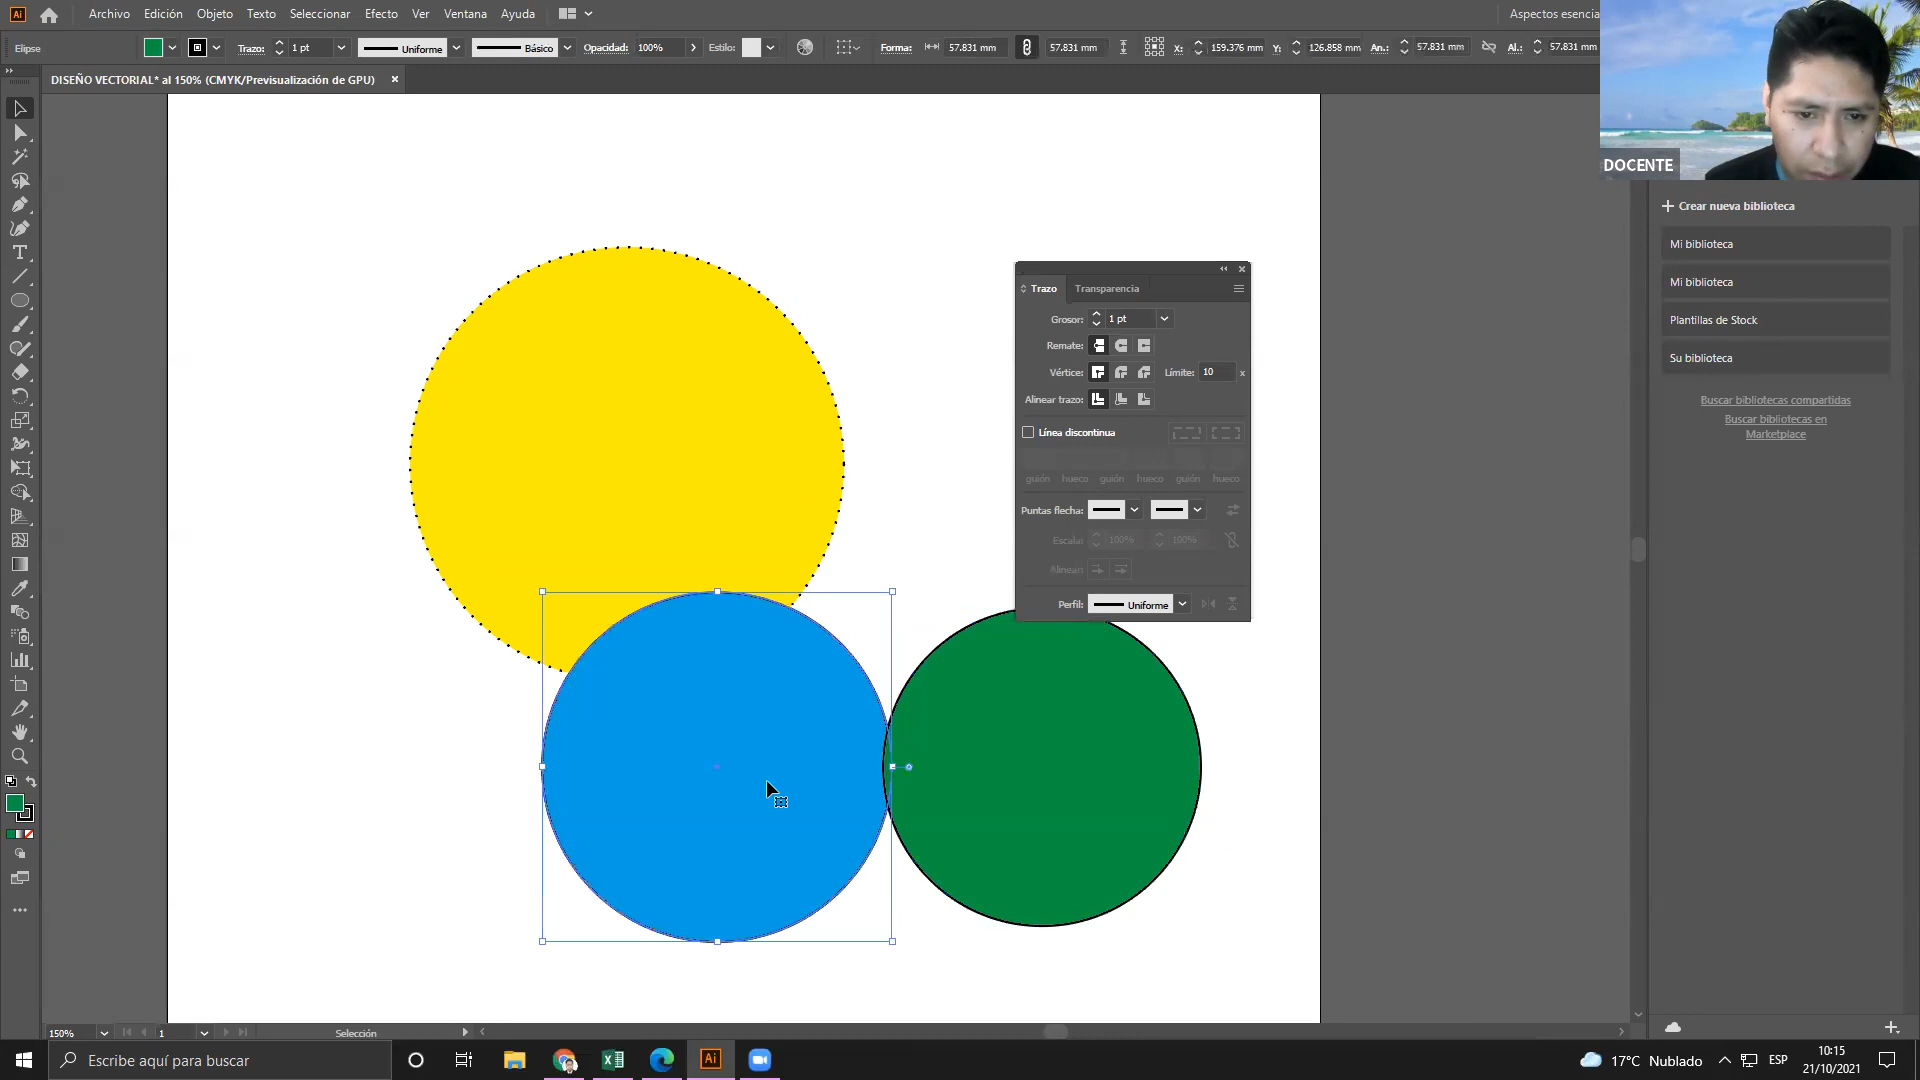 Ai Archivo Edición Objeto Texto Seleccionar Efecto Ver Ventana Ayuda Aspectos esencia
Elipse Trazo: 1 pt Uniforme Básico Opacidad: 100% Estilo: Forma: 57.831 mm 57.831 mm X: 159.376 mm Y: 126.858 mm An.: 57.831 mm Al.: 57.831 mm
DISEÑO VECTORIAL* al 150% (CMYK/Previsualización de GPU) ×
DOCENTE
Crear nueva biblioteca
Mi biblioteca
Mi biblioteca
Plantillas de Stock
Su biblioteca
Buscar bibliotecas compartidas
Buscar bibliotecas en
Marketplace
Trazo Transparencia
Grosor: 1 pt
Remate:
Vértice: Límite: 10 x
Alinear trazo:
Línea discontinua
guión hueco guión hueco guión hueco
Puntas flecha:
Escala: 100% 100%
Alinear:
Perfil: Uniforme
150% 1 Selección
Escribe aquí para buscar
Ai
17°C Nublado ESP
10:15
21/10/2021